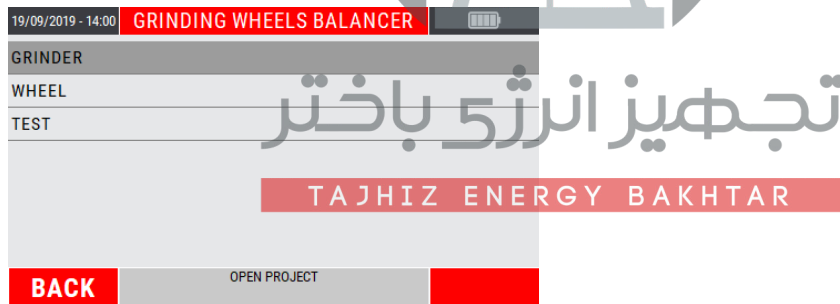 19/09/2019 - 14:00 GRINDING WHEELS BALANCER
GRINDER
WHEEL
TEST
تجهیز انرژی باختر
TAJHIZ ENERGY BAKHTAR
BACK OPEN PROJECT